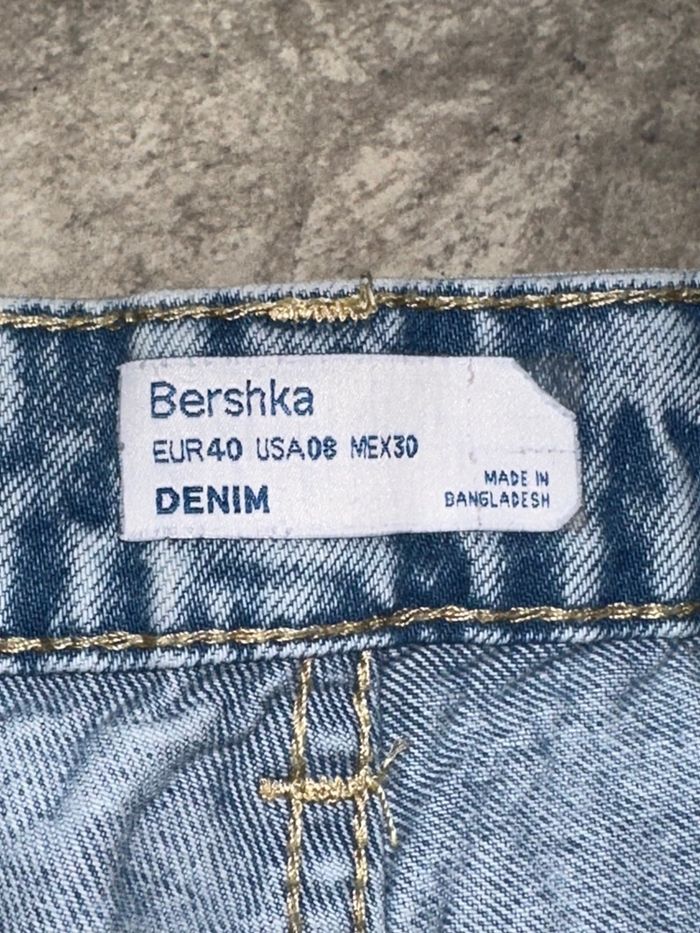 Bershka
EUR40 USA08 MEX30
DENIM
MADE IN
BANGLADESH